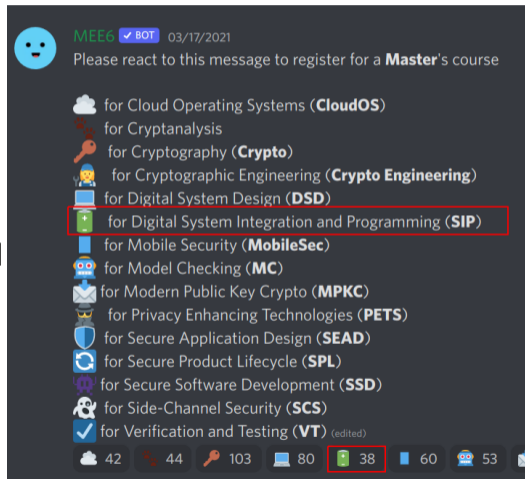 MEE6 BOT 03/17/2021
Please react to this message to register for a Master's course
for Cloud Operating Systems (CloudOS)
for Cryptanalysis
for Cryptography (Crypto)
for Cryptographic Engineering (Crypto Engineering)
for Digital System Design (DSD)
for Digital System Integration and Programming (SIP)
for Mobile Security (MobileSec)
for Model Checking (MC)
for Modern Public Key Crypto (MPKC)
for Privacy Enhancing Technologies (PETS)
for Secure Application Design (SEAD)
for Secure Product Lifecycle (SPL)
for Secure Software Development (SSD)
for Side-Channel Security (SCS)
for Verification and Testing (VT) (edited)
42 44 103 80 38 60 53